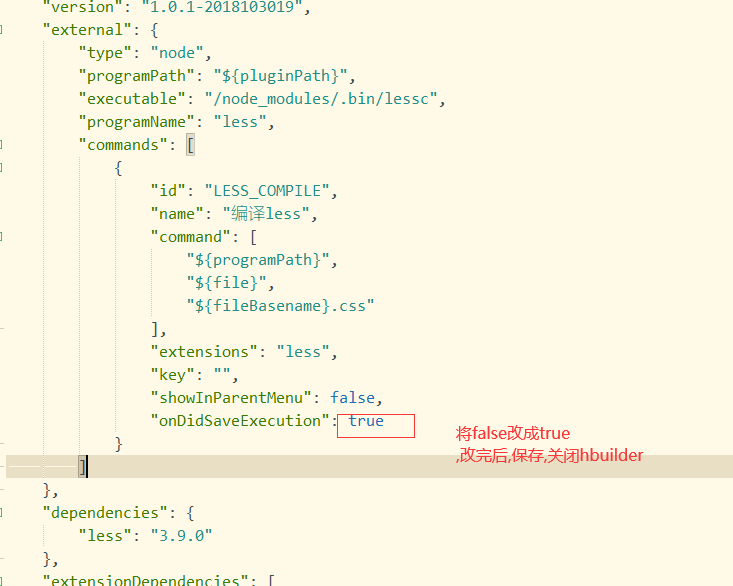 "version": "1.0.1-2018103019",
"external": {
"type": "node",
"programPath": "${pluginPath}",
"executable": "/node_modules/.bin/lessc",
"programName": "less",
"commands": [
{
"id": "LESS_COMPILE",
"name": "编译less",
"command": [
"${programPath}",
"${file}",
"${fileBasename}.css"
],
"extensions": "less",
"key": "",
"showInParentMenu": false,
"onDidSaveExecution": true
将false改成true
,改完后,保存,关闭hbuilder
}
]
},
"dependencies": {
"less": "3.9.0"
},
"extensionDependencies": [